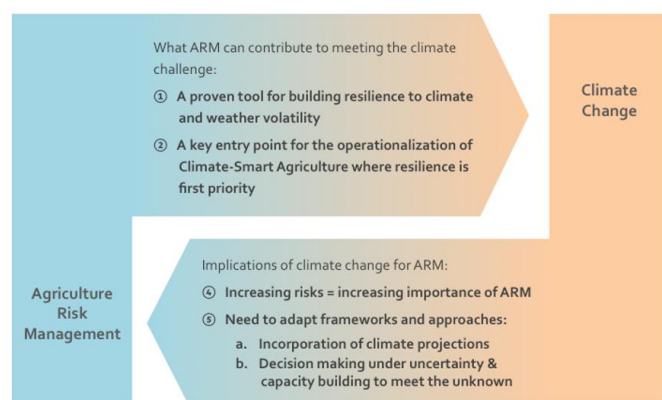 What ARM can contribute to meeting the climate
challenge:
① A proven tool for building resilience to climate
and weather volatility
② A key entry point for the operationalization of
Climate-Smart Agriculture where resilience is
first priority
Climate
Change
Implications of climate change for ARM:
④ Increasing risks = increasing importance of ARM
⑤ Need to adapt frameworks and approaches:
a. Incorporation of climate projections
b. Decision making under uncertainty &
capacity building to meet the unknown
Agriculture
Risk
Management